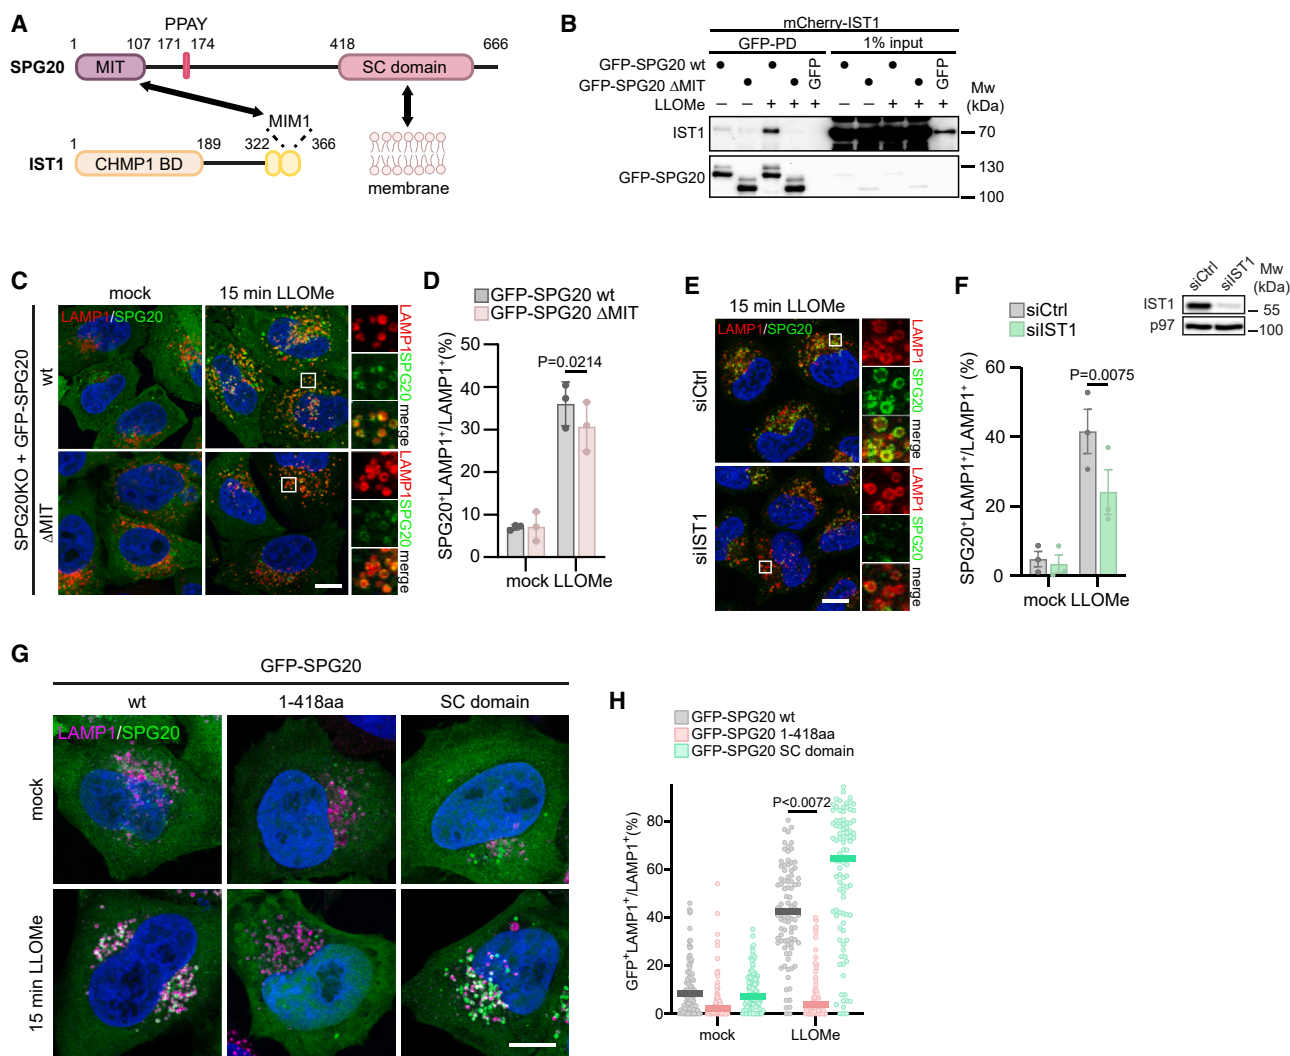 A
PPAY
1 107 171 174 418 666
SPG20 MIT SC domain
MIM1
1 189 322 366
IST1 CHMP1 BD
membrane
B
mCherry-IST1
GFP-PD 1% input
GFP-SPG20 wt
GFP-SPG20 ΔMIT
GFP GFP
Mw
(kDa)
LLOMe – – + + + – – + + +
IST1 70
GFP-SPG20 130
100
C
mock 15 min LLOMe
SPG20KO + GFP-SPG20
wt
ΔMIT
LAMP1/SPG20
LAMP1 SPG20 merge
LAMP1 SPG20 merge
D
GFP-SPG20 wt
GFP-SPG20 ΔMIT
SPG20⁺LAMP1⁺/LAMP1⁺(%)
50
40
30
20
10
0
P=0.0214
mock LLOMe
E
15 min LLOMe
LAMP1/SPG20
siCtrl
siIST1
LAMP1 SPG20 merge
LAMP1 SPG20 merge
F
siCtrl
siIST1
siCtrl siIST1
Mw
(kDa)
IST1 55
p97 100
SPG20⁺LAMP1⁺/LAMP1⁺ (%)
60
40
20
0
P=0.0075
mock LLOMe
G
GFP-SPG20
wt 1-418aa SC domain
LAMP1/SPG20
mock
15 min LLOMe
H
GFP-SPG20 wt
GFP-SPG20 1-418aa
GFP-SPG20 SC domain
GFP⁺LAMP1⁺/LAMP1⁺(%)
80
60
40
20
0
P<0.0072
mock LLOMe